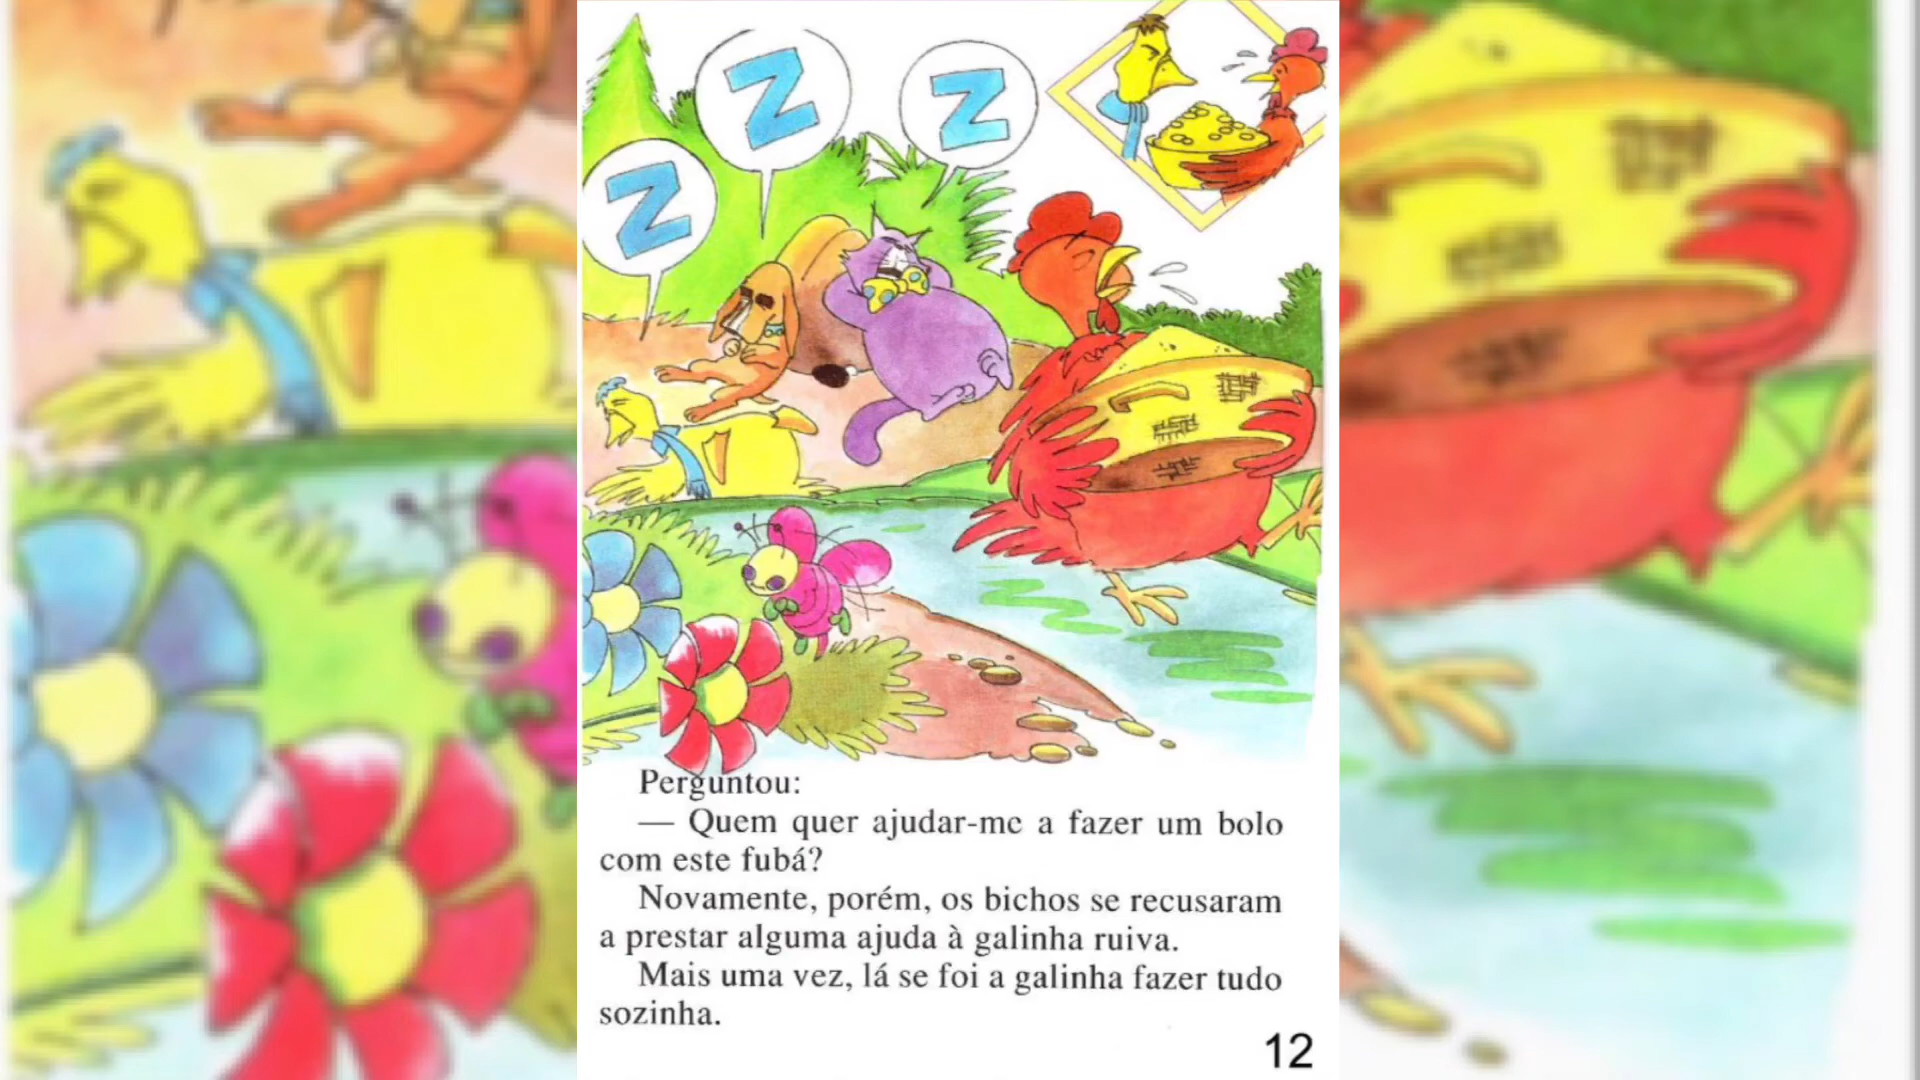 Z
Z
Z
Perguntou:
— Quem quer ajudar-me a fazer um bolo
com este fubá?
Novamente, porém, os bichos se recusaram
a prestar alguma ajuda à galinha ruiva.
Mais uma vez, lá se foi a galinha fazer tudo
sozinha.
12